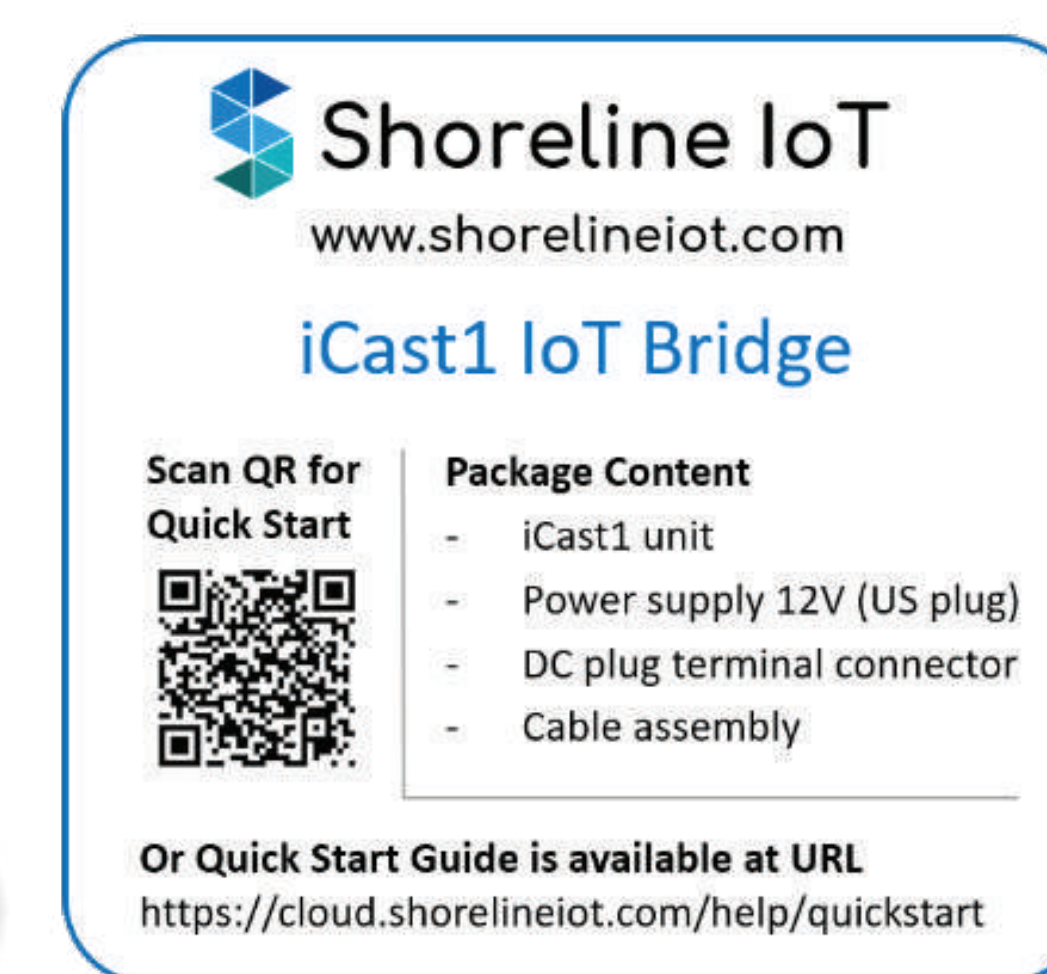 Shoreline IoT
www.shorelineiot.com
iCast1 IoT Bridge
Scan QR for
Quick Start
Package Content
- iCast1 unit
- Power supply 12V (US plug)
- DC plug terminal connector
- Cable assembly
Or Quick Start Guide is available at URL
https://cloud.shorelineiot.com/help/quickstart